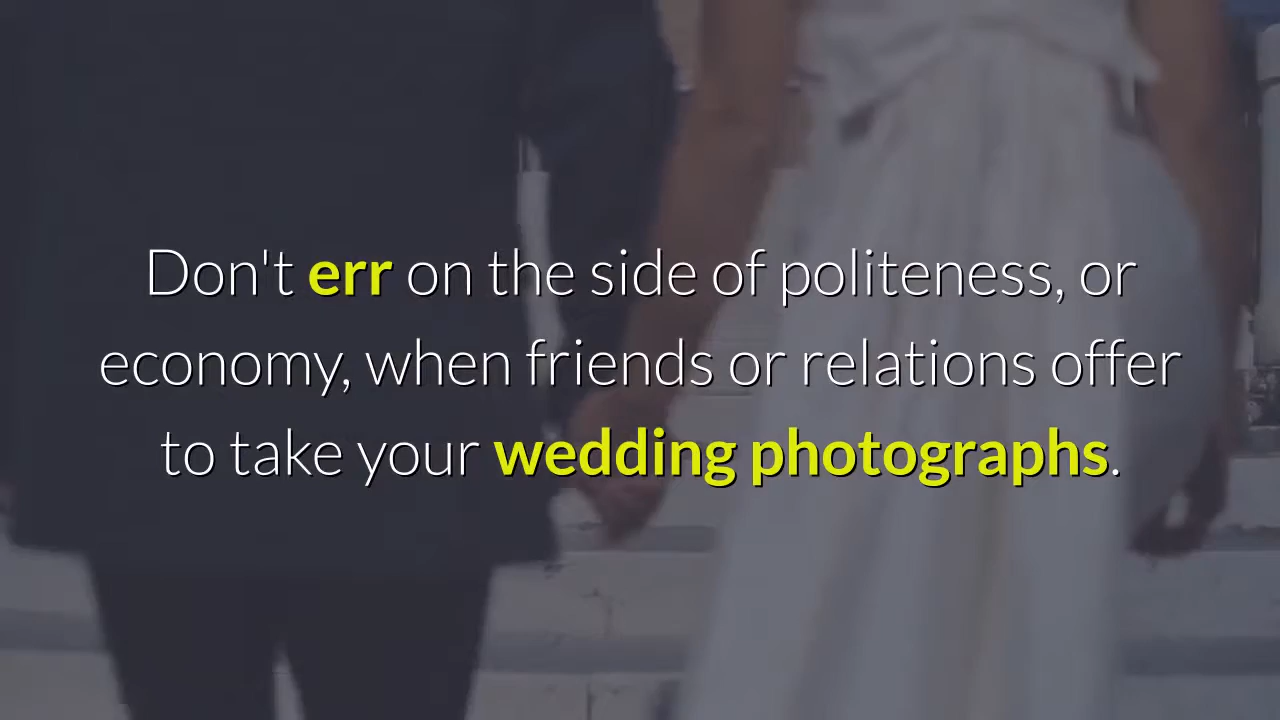 Don't err on the side of politeness, or
economy, when friends or relations offer
to take your wedding photographs.